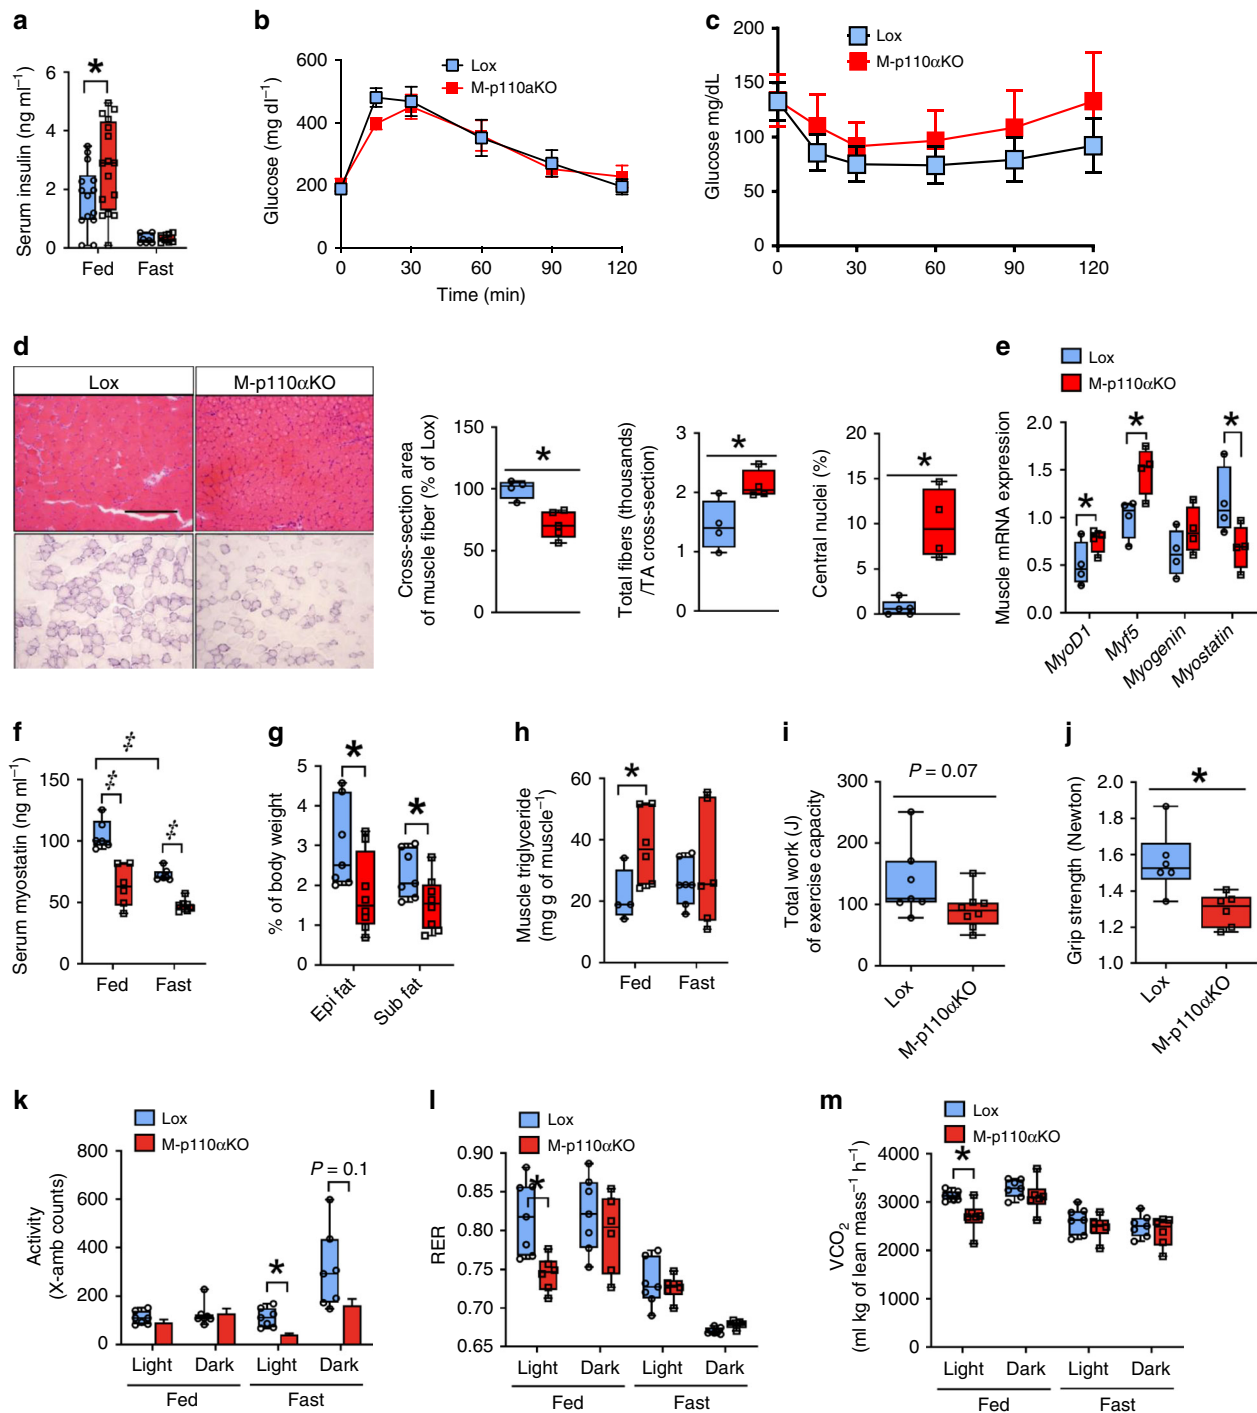 a
Serum insulin (ng ml⁻¹)
6
4
2
0
*
Fed
Fast
b
Glucose (mg dl⁻¹)
600
400
200
0
Lox
M-p110aKO
0
30
60
90
120
Time (min)
c
Glucose mg/dL
200
150
100
50
0
Lox
M-p110αKO
0
30
60
90
120
d
Lox
M-p110αKO
Cross-section area
of muscle fiber (% of Lox)
150
100
50
0
*
Total fibers (thousands)
/TA cross-section)
3
2
1
0
*
Central nuclei (%)
20
15
10
5
0
*
e
Lox
M-p110αKO
Muscle mRNA expression
2.0
1.5
1.0
0.5
0.0
*
*
*
MyoD1
Myf5
Myogenin
Myostatin
f
Serum myostatin (ng ml⁻¹)
150
100
50
0
‡
‡
‡
Fed
Fast
g
% of body weight
5
4
3
2
1
0
*
*
Epi fat
Sub fat
h
Muscle triglyceride
(mg g of muscle⁻¹)
60
40
20
0
*
Fed
Fast
i
Total work (J)
of exercise capacity
300
200
100
0
P = 0.07
Lox
M-p110αKO
j
Grip strength (Newton)
2.0
1.8
1.6
1.4
1.2
1.0
*
Lox
M-p110αKO
k
Lox
M-p110αKO
Activity
(X-amb counts)
800
600
400
200
0
*
P = 0.1
Light
Dark
Light
Dark
Fed
Fast
l
Lox
M-p110αKO
RER
0.90
0.85
0.80
0.75
0.70
0.65
*
Light
Dark
Light
Dark
Fed
Fast
m
Lox
M-p110αKO
VCO₂
(ml kg of lean mass⁻¹ h⁻¹)
4000
3000
2000
1000
0
*
Light
Dark
Light
Dark
Fed
Fast